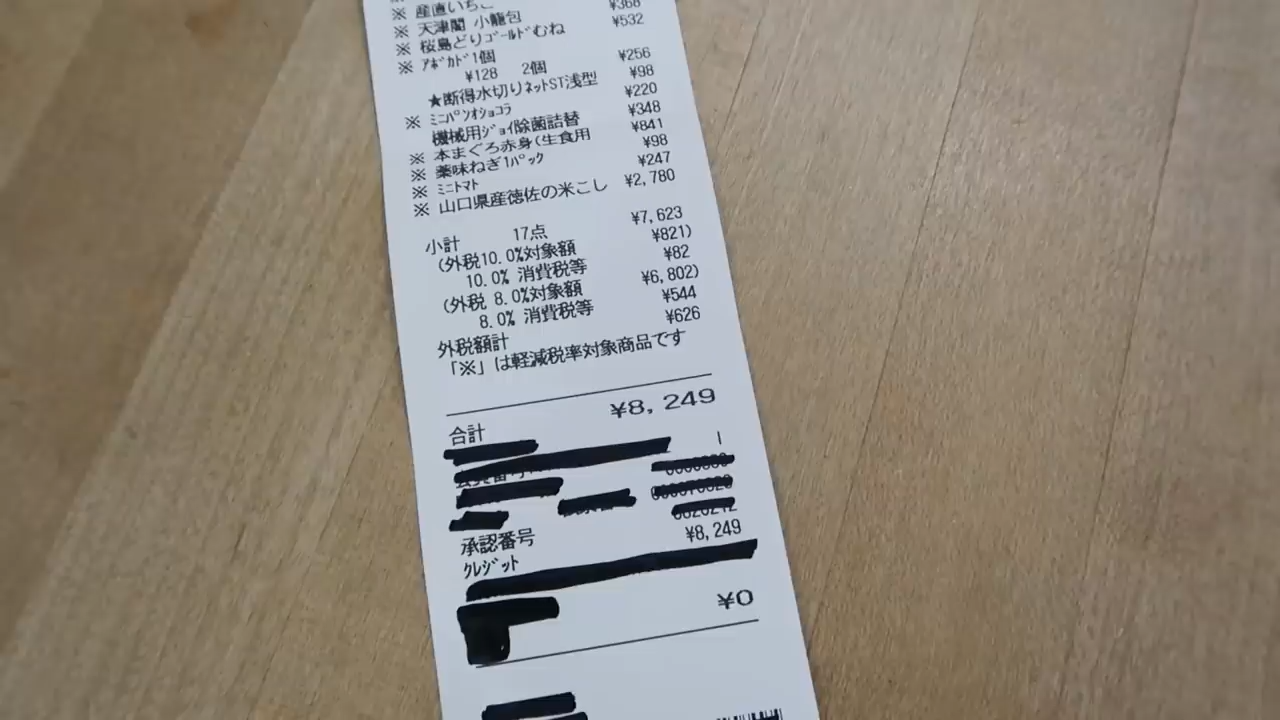 ※ 産直いちご
※ 天津閣 小籠包 ¥368
※ 桜島どりｺﾞｰﾙﾄﾞむね ¥532
※ ｱﾎﾞｶﾄﾞ1個
¥128 2個 ¥256
★断得水切りﾈｯﾄST浅型 ¥98
※ ﾐﾆﾊﾟﾝｵｼｮｺﾗ ¥220
機械用ｼﾞｮｲ除菌詰替 ¥348
※ 本まぐろ赤身(生食用 ¥841
※ 薬味ねぎ1ﾊﾟｯｸ ¥98
※ ﾐﾆﾄﾏﾄ ¥247
※ 山口県産徳佐の米こし ¥2,780
小計 17点 ¥7,623
(外税10.0%対象額 ¥821)
10.0% 消費税等 ¥82
(外税 8.0%対象額 ¥6,802)
8.0% 消費税等 ¥544
外税額計 ¥626
「※」は軽減税率対象商品です
合計 ¥8,249
承認番号
ｸﾚｼﾞｯﾄ ¥8,249
¥0